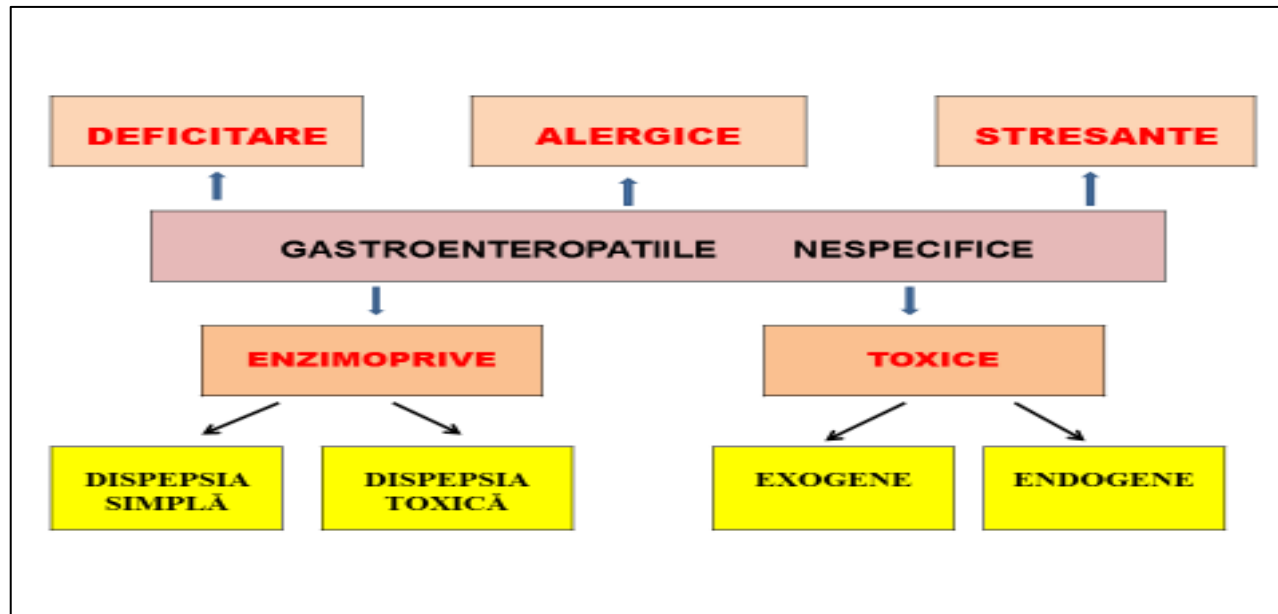 DEFICITARE
ALERGICE
STRESANTE
GASTROENTEROPATIILE NESPECIFICE
ENZIMOPRIVE
TOXICE
DISPEPSIA
SIMPLĂ
DISPEPSIA
TOXICĂ
EXOGENE
ENDOGENE